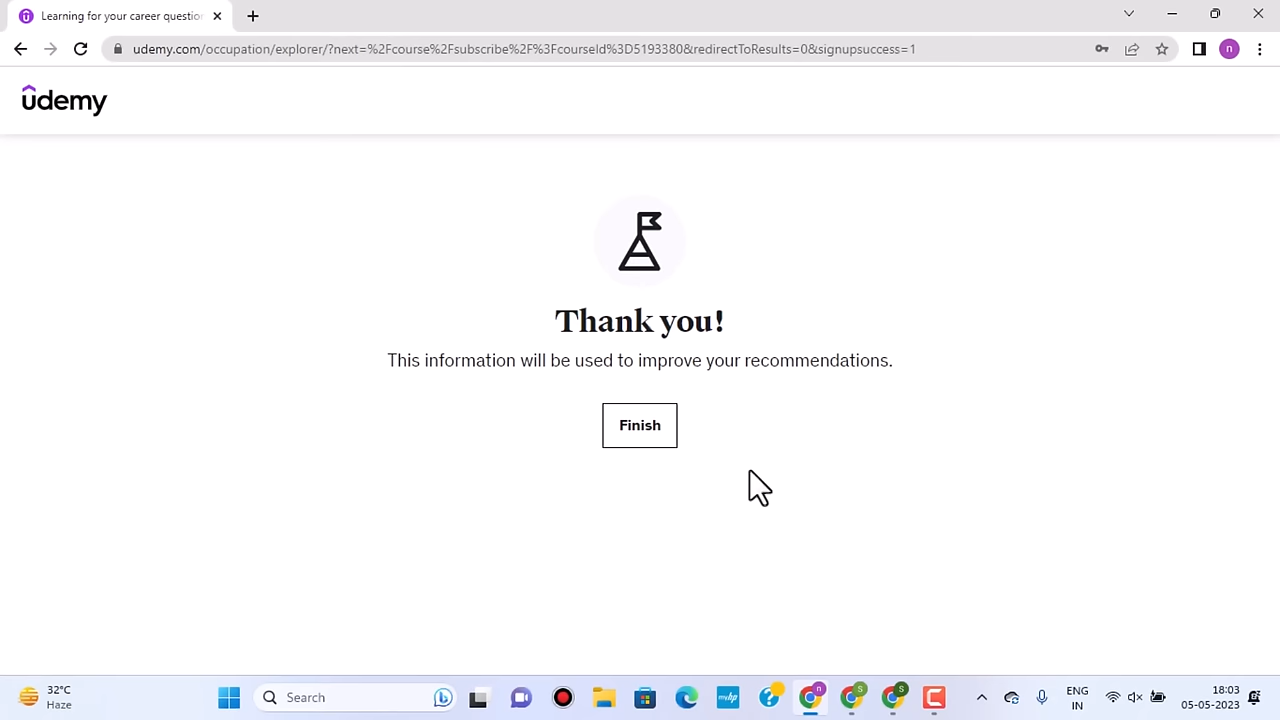 Learning for your career questio
udemy.com/occupation/explorer/?next=%2Fcourse%2Fsubscribe%2F%3FcourseId%3D5193380&redirectToResults=0&signupsuccess=1
n
udemy
Thank you!
This information will be used to improve your recommendations.
Finish
32°C
Haze
Search
myhp
?
n
S
S
ENG
IN
18:03
05-05-2023